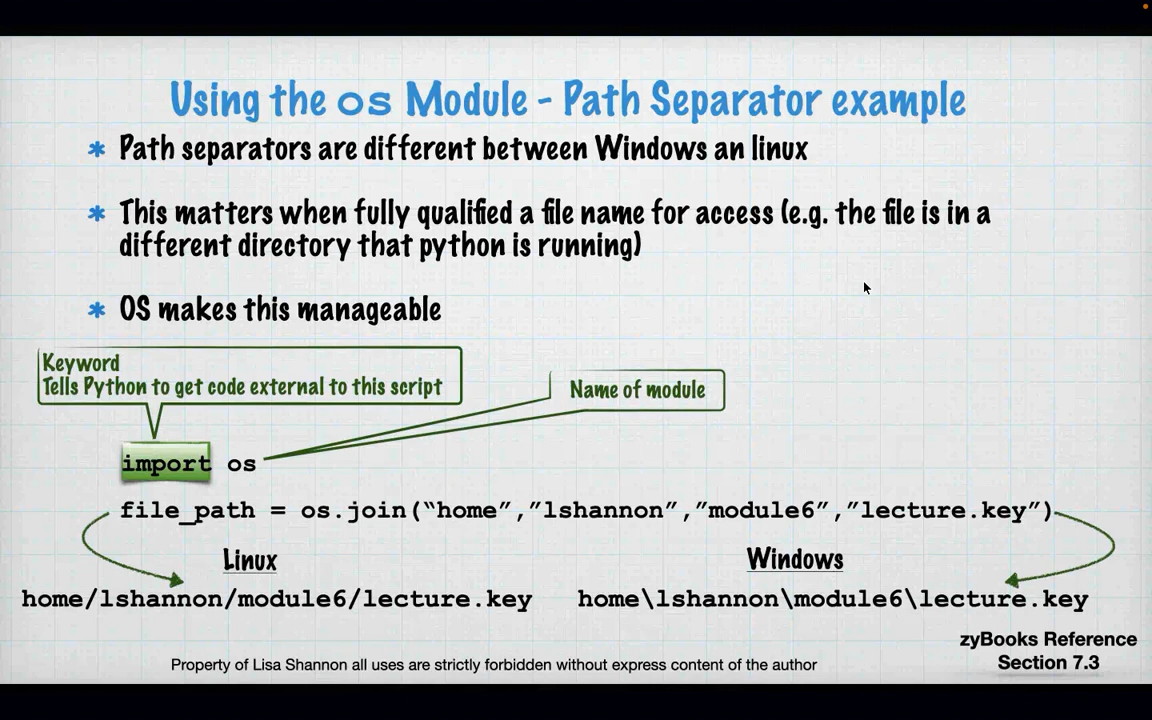 Using the os Module - Path Separator example
* Path separators are different between Windows an linux
* This matters when fully qualified a file name for access (e.g. the file is in a
different directory that python is running)
* OS makes this manageable
Keyword
Tells Python to get code external to this script
Name of module
import os
file_path = os.join(“home”,”lshannon”,”module6”,”lecture.key”)
Linux
Windows
home/lshannon/module6/lecture.key
home\lshannon\module6\lecture.key
zyBooks Reference
Section 7.3
Property of Lisa Shannon all uses are strictly forbidden without express content of the author